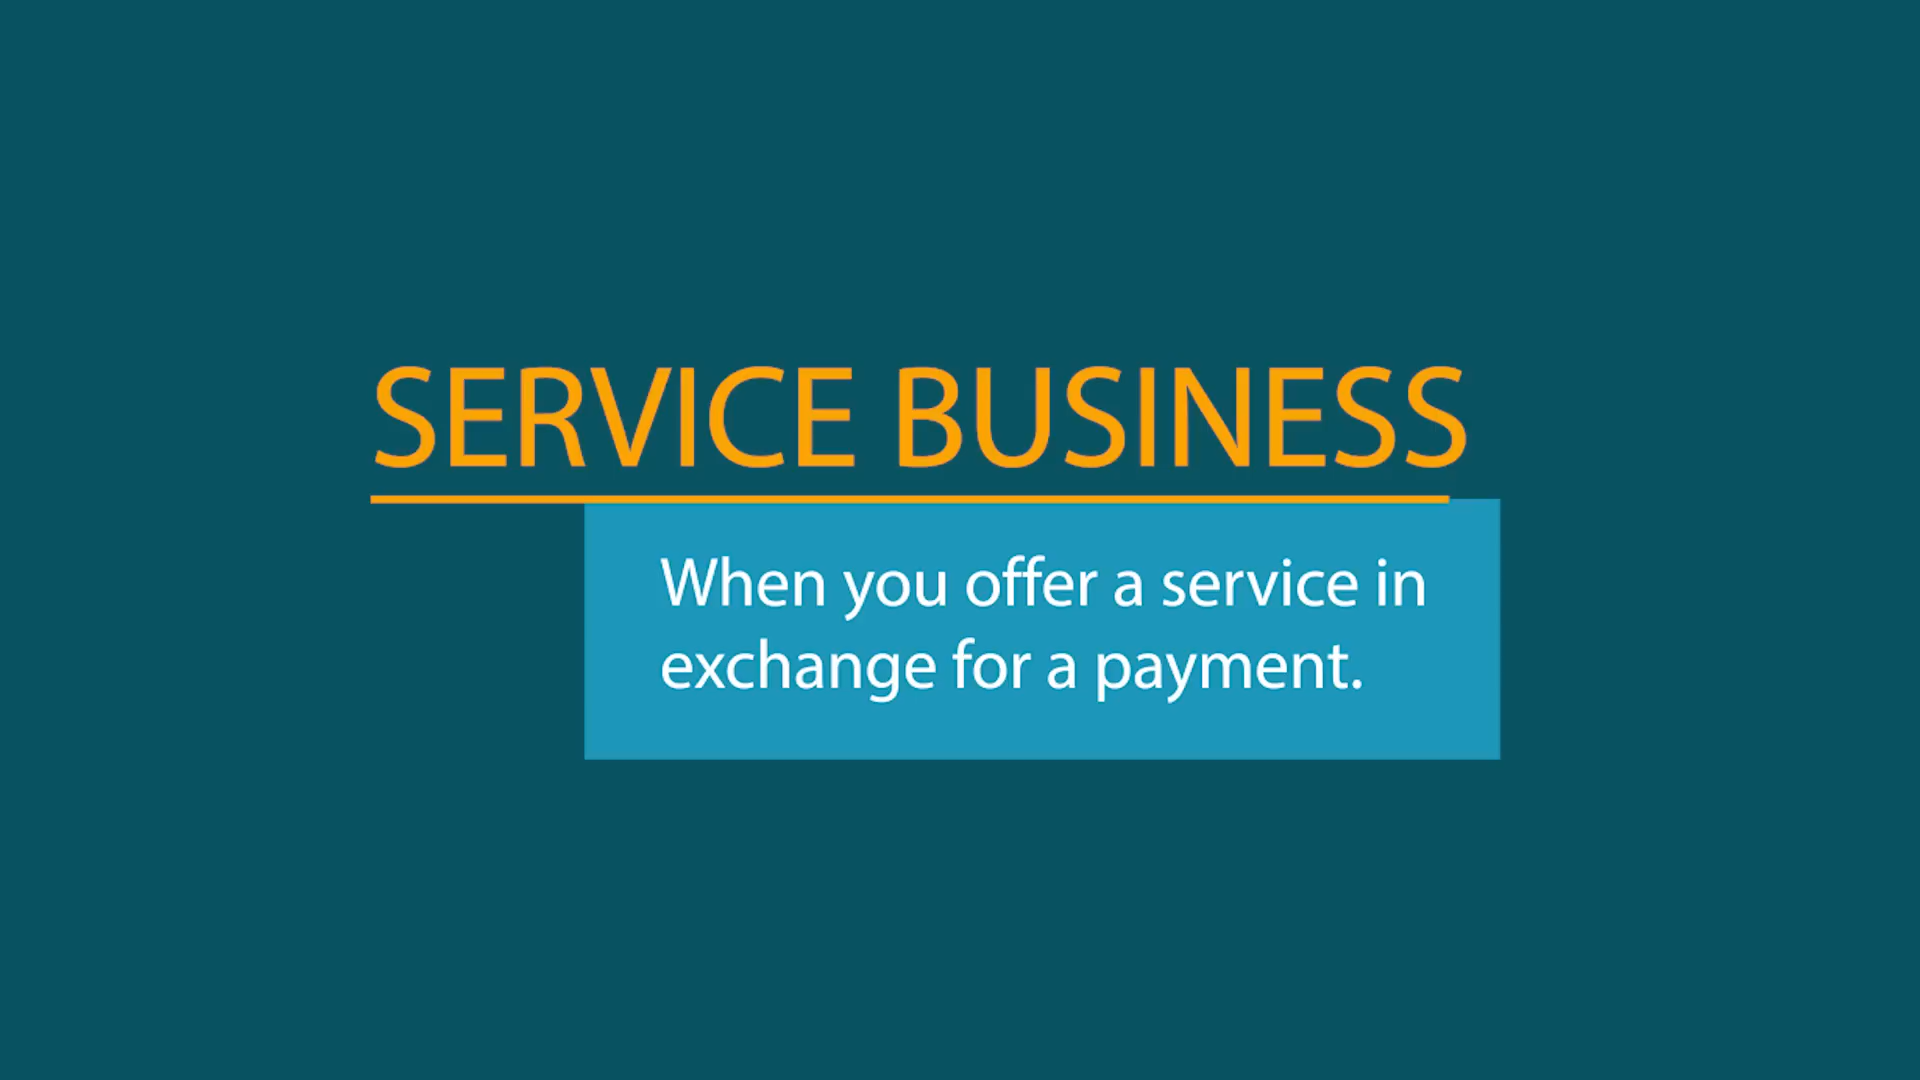 SERVICE BUSINESS
When you offer a service in
exchange for a payment.